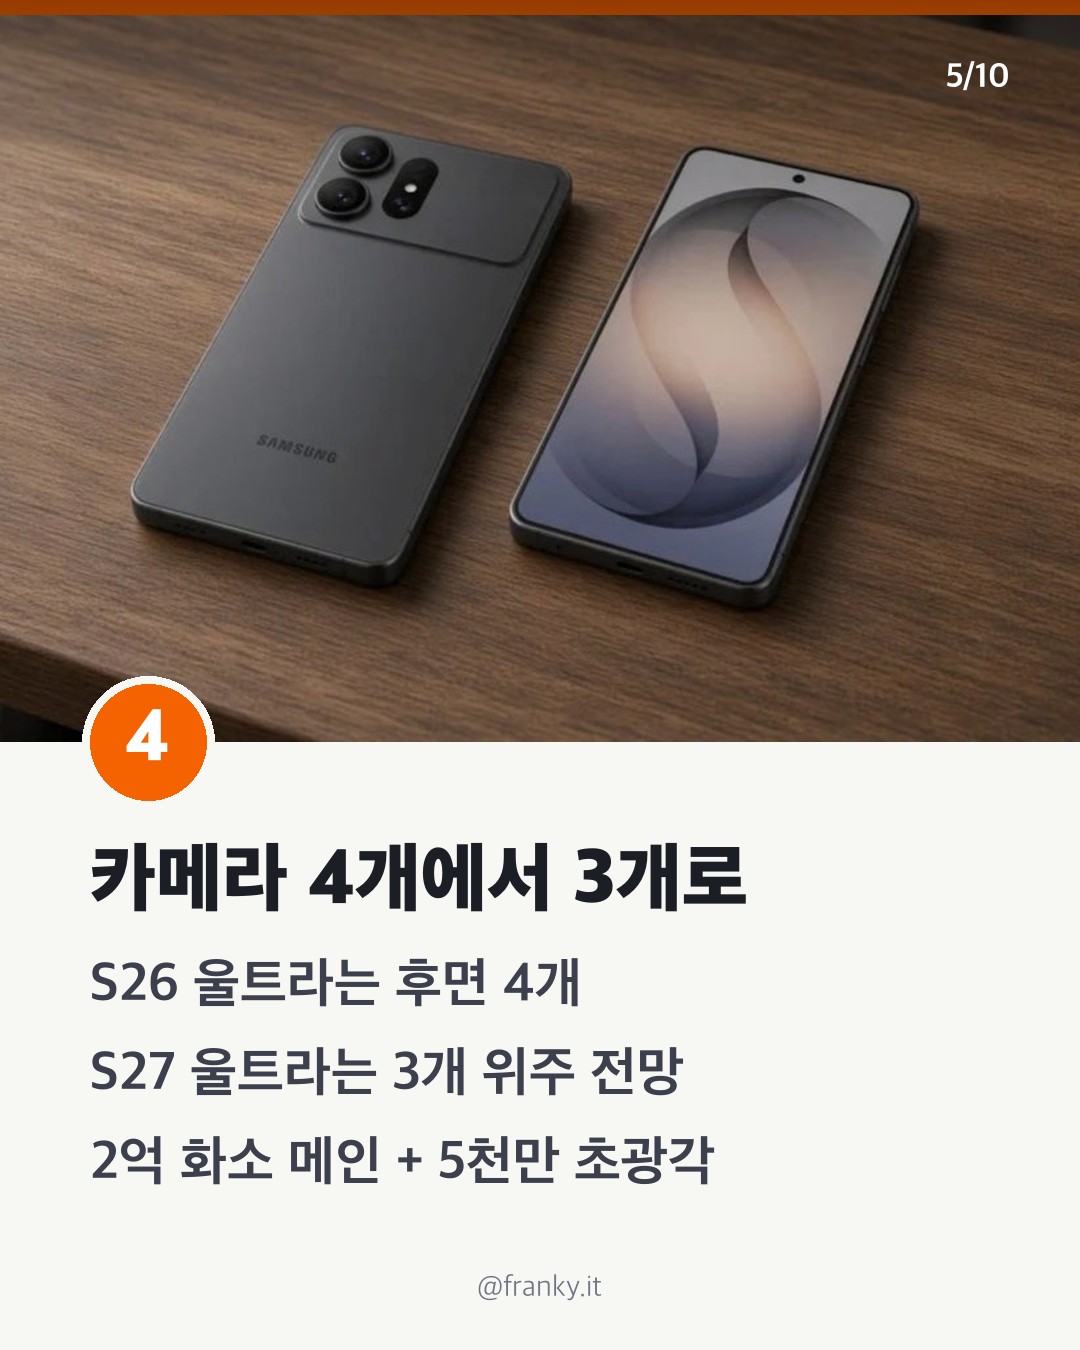 5/10
SAMSUNG
4
카메라 4개에서 3개로
S26 울트라는 후면 4개
S27 울트라는 3개 위주 전망
2억 화소 메인 + 5천만 초광각
@franky.it